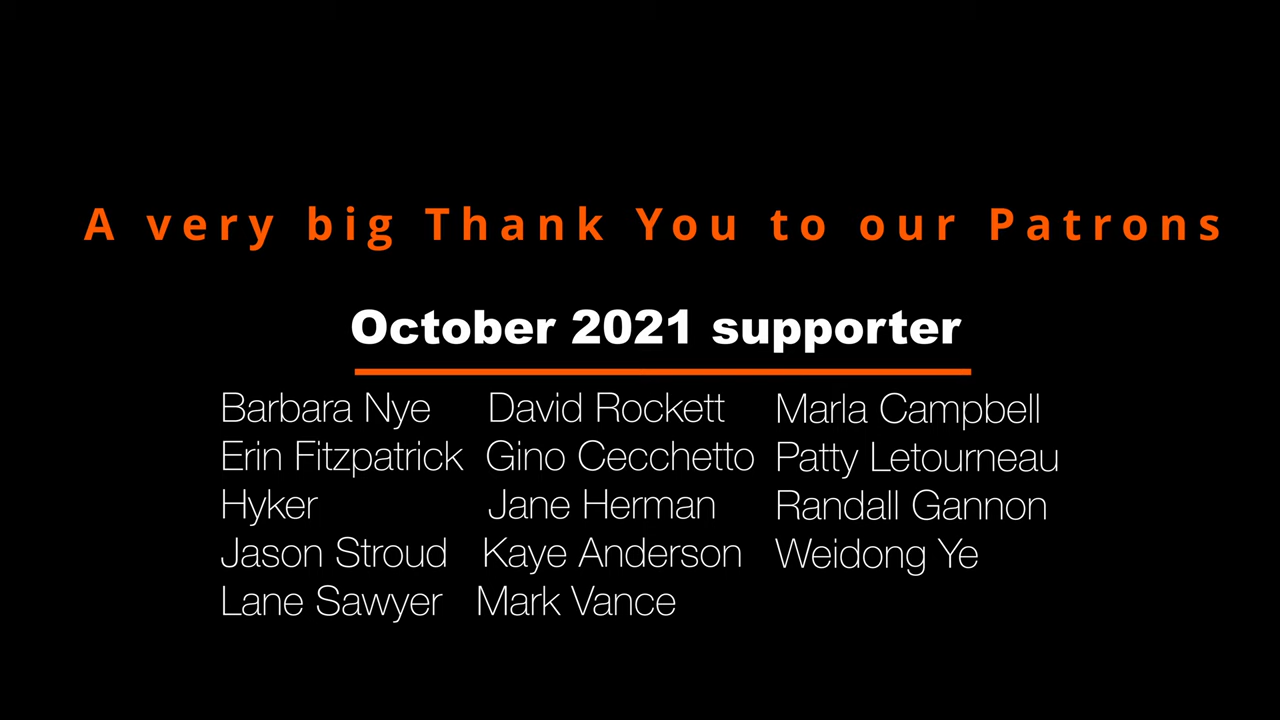 A very big Thank You to our Patrons
October 2021 supporter
Barbara Nye David Rockett Marla Campbell
Erin Fitzpatrick Gino Cecchetto Patty Letourneau
Hyker Jane Herman Randall Gannon
Jason Stroud Kaye Anderson Weidong Ye
Lane Sawyer Mark Vance